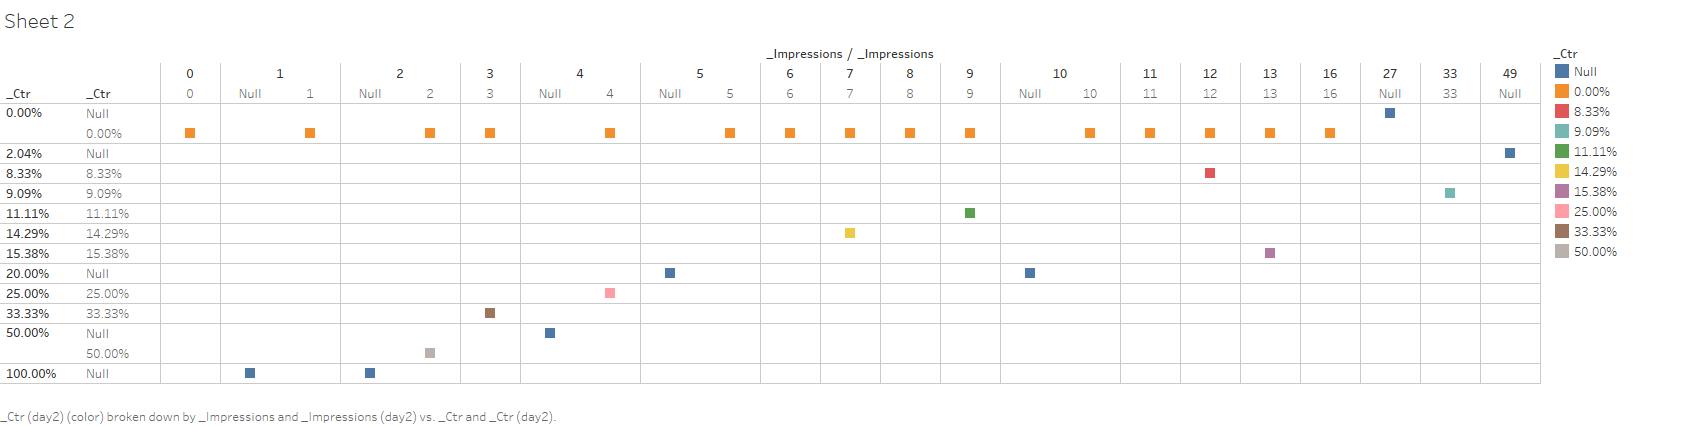 Sheet 2
_Impressions / _Impressions
_Ctr
0 1 2 3 4 5 6 7 8 9 10 11 12 13 16 27 33 49
Null
_Ctr _Ctr 0 Null 1 Null 2 3 Null 4 Null 5 6 7 8 9 Null 10 11 12 13 16 Null 33 Null
0.00%
0.00% Null
8.33%
0.00%
9.09%
2.04% Null
11.11%
8.33% 8.33%
14.29%
9.09% 9.09%
15.38%
11.11% 11.11%
25.00%
14.29% 14.29%
33.33%
15.38% 15.38%
50.00%
20.00% Null
25.00% 25.00%
33.33% 33.33%
50.00% Null
50.00%
100.00% Null
_Ctr (day2) (color) broken down by _Impressions and _Impressions (day2) vs. _Ctr and _Ctr (day2).